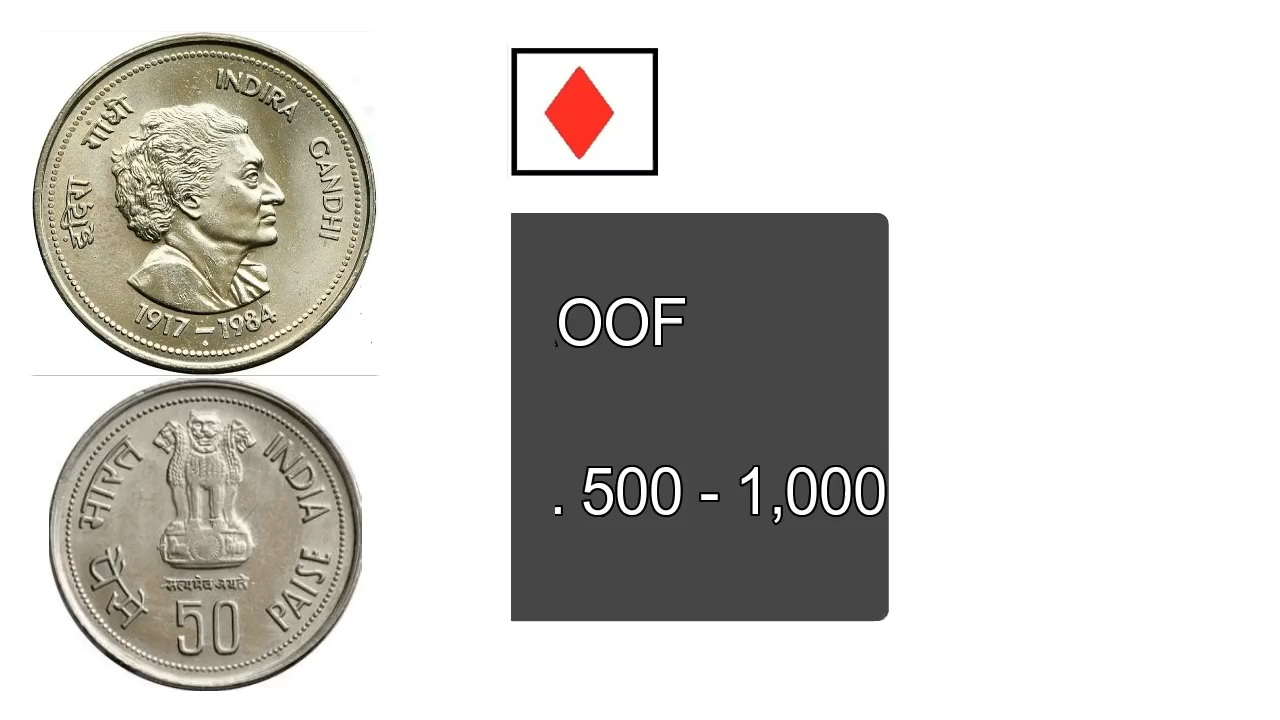 इंदिरा गांधी
INDIRA GANDHI
1917 – 1984
भारत
INDIA
पैसे
PAISE
सत्यमेव जयते
50
OOF
. 500 - 1,000